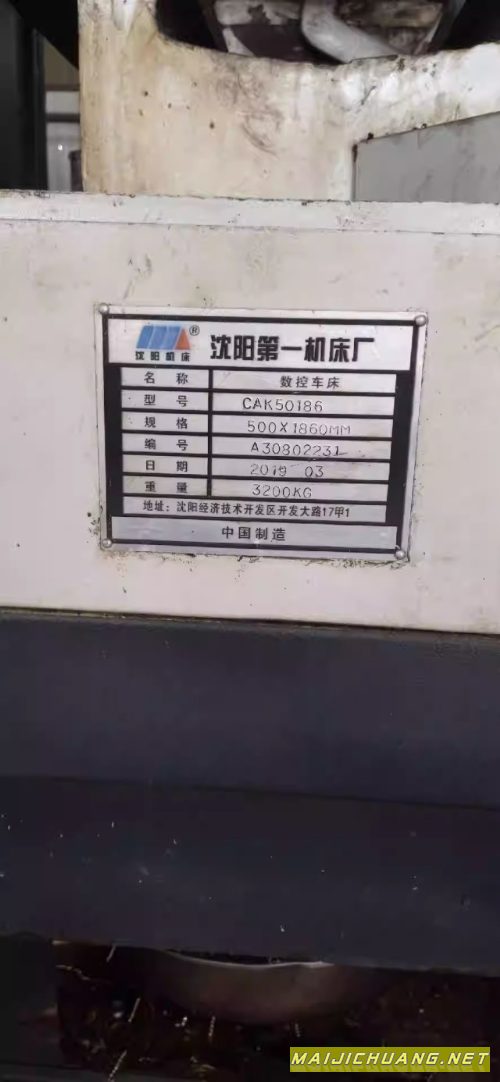 沈阳机床 ®
沈阳第一机床厂
名称 数控车床
型号 CAK50186
规格 500X1860MM
编号 A30802231
日期 2019 03
重量 3200KG
地址：沈阳经济技术开发区开发大路17甲1
中国制造
MAIJICHUANG.NET